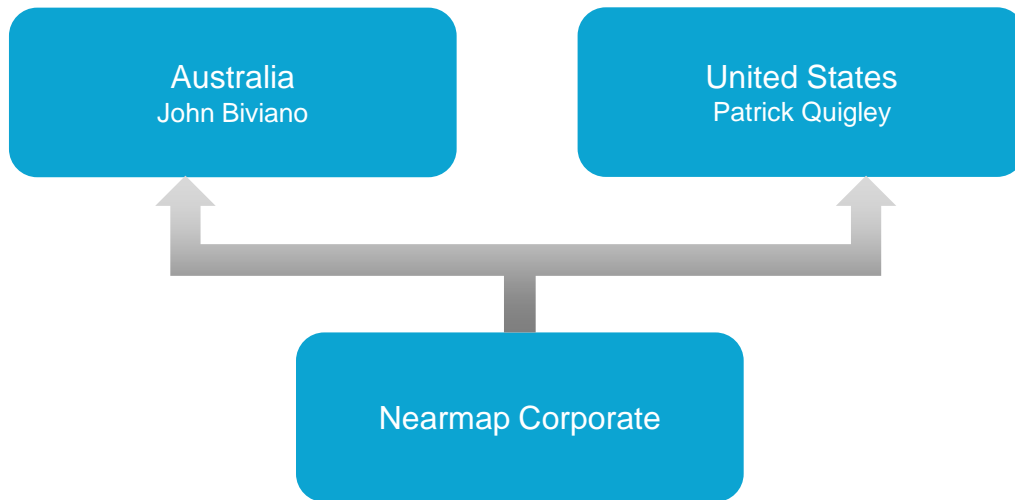 Australia
John Biviano
United States
Patrick Quigley
Nearmap Corporate